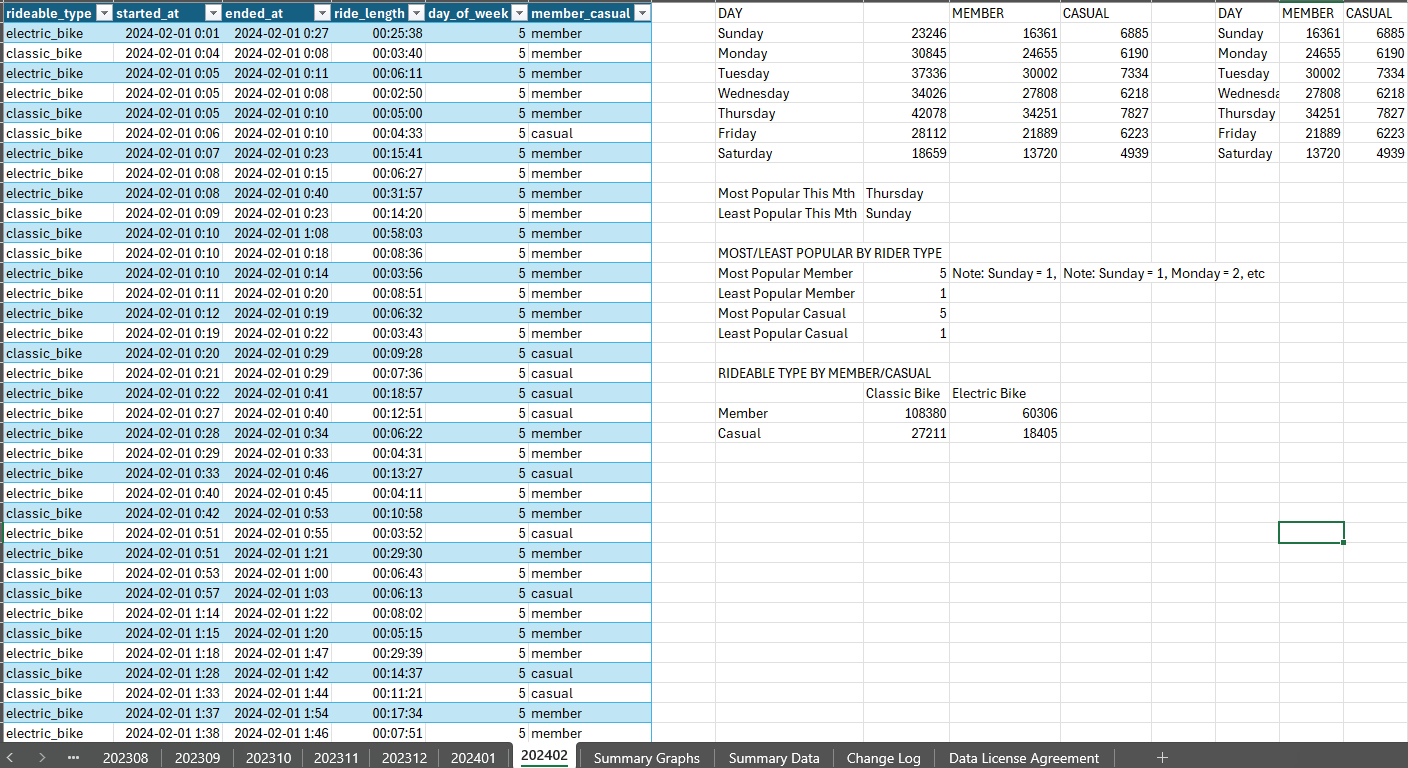 rideable_type started_at ended_at ride_length day_of_week member_casual DAY MEMBER CASUAL DAY MEMBER CASUAL
electric_bike 2024-02-01 0:01 2024-02-01 0:27 00:25:38 5 member Sunday 23246 16361 6885 Sunday 16361 6885
classic_bike 2024-02-01 0:04 2024-02-01 0:08 00:03:40 5 member Monday 30845 24655 6190 Monday 24655 6190
electric_bike 2024-02-01 0:05 2024-02-01 0:11 00:06:11 5 member Tuesday 37336 30002 7334 Tuesday 30002 7334
electric_bike 2024-02-01 0:05 2024-02-01 0:08 00:02:50 5 member Wednesday 34026 27808 6218 Wednesda 27808 6218
classic_bike 2024-02-01 0:05 2024-02-01 0:10 00:05:00 5 member Thursday 42078 34251 7827 Thursday 34251 7827
classic_bike 2024-02-01 0:06 2024-02-01 0:10 00:04:33 5 casual Friday 28112 21889 6223 Friday 21889 6223
electric_bike 2024-02-01 0:07 2024-02-01 0:23 00:15:41 5 member Saturday 18659 13720 4939 Saturday 13720 4939
electric_bike 2024-02-01 0:08 2024-02-01 0:15 00:06:27 5 member
electric_bike 2024-02-01 0:08 2024-02-01 0:40 00:31:57 5 member Most Popular This Mth Thursday
classic_bike 2024-02-01 0:09 2024-02-01 0:23 00:14:20 5 member Least Popular This Mth Sunday
classic_bike 2024-02-01 0:10 2024-02-01 1:08 00:58:03 5 member
classic_bike 2024-02-01 0:10 2024-02-01 0:18 00:08:36 5 member MOST/LEAST POPULAR BY RIDER TYPE
electric_bike 2024-02-01 0:10 2024-02-01 0:14 00:03:56 5 member Most Popular Member 5 Note: Sunday = 1, Note: Sunday = 1, Monday = 2, etc
electric_bike 2024-02-01 0:11 2024-02-01 0:20 00:08:51 5 member Least Popular Member 1
electric_bike 2024-02-01 0:12 2024-02-01 0:19 00:06:32 5 member Most Popular Casual 5
electric_bike 2024-02-01 0:19 2024-02-01 0:22 00:03:43 5 member Least Popular Casual 1
classic_bike 2024-02-01 0:20 2024-02-01 0:29 00:09:28 5 casual
electric_bike 2024-02-01 0:21 2024-02-01 0:29 00:07:36 5 casual RIDEABLE TYPE BY MEMBER/CASUAL
electric_bike 2024-02-01 0:22 2024-02-01 0:41 00:18:57 5 casual Classic Bike Electric Bike
electric_bike 2024-02-01 0:27 2024-02-01 0:40 00:12:51 5 casual Member 108380 60306
electric_bike 2024-02-01 0:28 2024-02-01 0:34 00:06:22 5 member Casual 27211 18405
electric_bike 2024-02-01 0:29 2024-02-01 0:33 00:04:31 5 member
electric_bike 2024-02-01 0:33 2024-02-01 0:46 00:13:27 5 casual
electric_bike 2024-02-01 0:40 2024-02-01 0:45 00:04:11 5 member
classic_bike 2024-02-01 0:42 2024-02-01 0:53 00:10:58 5 member
electric_bike 2024-02-01 0:51 2024-02-01 0:55 00:03:52 5 casual
electric_bike 2024-02-01 0:51 2024-02-01 1:21 00:29:30 5 member
classic_bike 2024-02-01 0:53 2024-02-01 1:00 00:06:43 5 member
classic_bike 2024-02-01 0:57 2024-02-01 1:03 00:06:13 5 casual
electric_bike 2024-02-01 1:14 2024-02-01 1:22 00:08:02 5 member
classic_bike 2024-02-01 1:15 2024-02-01 1:20 00:05:15 5 member
electric_bike 2024-02-01 1:18 2024-02-01 1:47 00:29:39 5 member
classic_bike 2024-02-01 1:28 2024-02-01 1:42 00:14:37 5 casual
classic_bike 2024-02-01 1:33 2024-02-01 1:44 00:11:21 5 casual
electric_bike 2024-02-01 1:37 2024-02-01 1:54 00:17:34 5 member
electric_bike 2024-02-01 1:38 2024-02-01 1:46 00:07:51 5 member
202308 202309 202310 202311 202312 202401 202402 Summary Graphs Summary Data Change Log Data License Agreement